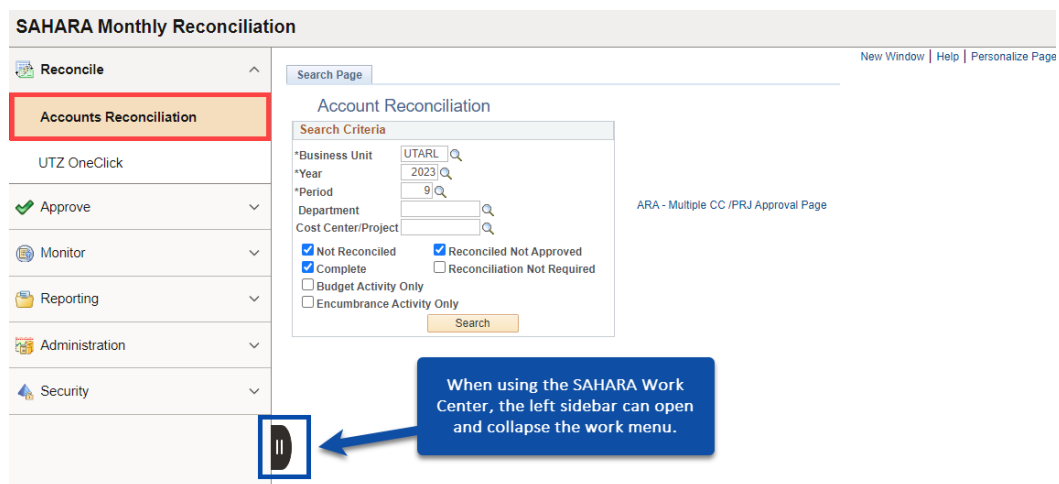 SAHARA Monthly Reconciliation
New Window | Help | Personalize Page
Reconcile
Accounts Reconciliation
UTZ OneClick
Approve
Monitor
Reporting
Administration
Security
Search Page
Account Reconciliation
Search Criteria
*Business Unit UTARL
*Year 2023
*Period 9
Department
Cost Center/Project
ARA - Multiple CC /PRJ Approval Page
Not Reconciled Reconciled Not Approved
Complete Reconciliation Not Required
Budget Activity Only
Encumbrance Activity Only
Search
When using the SAHARA Work
Center, the left sidebar can open
and collapse the work menu.